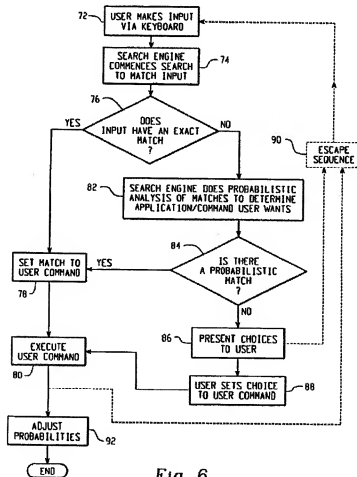 72
USER MAKES INPUT
VIA KEYBOARD
SEARCH ENGINE
COMMENCES SEARCH
TO MATCH INPUT
74
76
DOES
INPUT HAVE AN EXACT
MATCH
?
YES
NO
90
ESCAPE
SEQUENCE
82
SEARCH ENGINE DOES PROBABILISTIC
ANALYSIS OF MATCHES TO DETERMINE
APPLICATION/COMMAND USER WANTS
84
IS THERE
A PROBABILISTIC
MATCH
?
YES
NO
SET MATCH TO
USER COMMAND
78
86
PRESENT CHOICES
TO USER
EXECUTE
USER COMMAND
80
USER SETS CHOICE
TO USER COMMAND
88
ADJUST
PROBABILITIES
92
END
Fig. 6